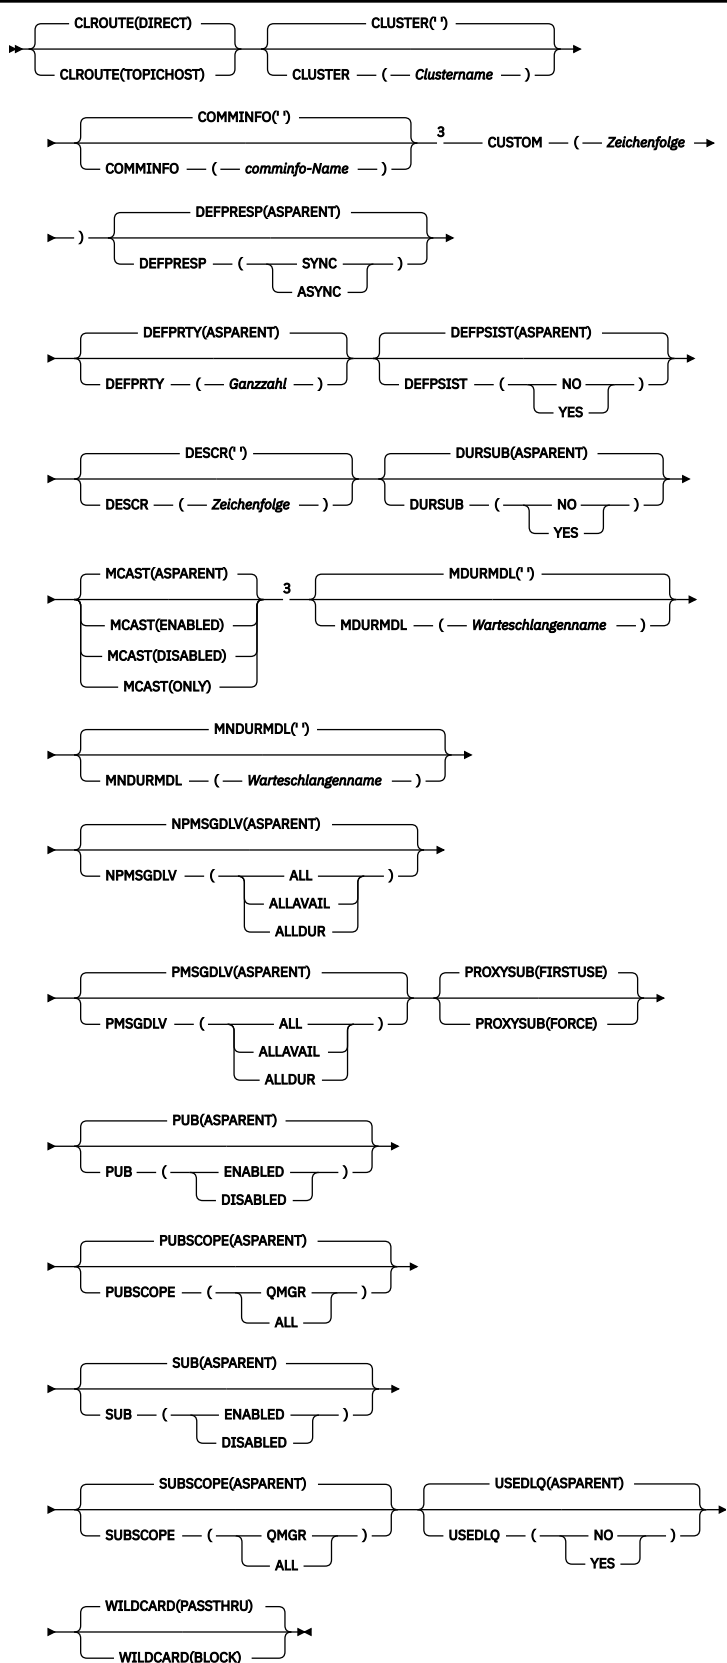 CLROUTE(DIRECT) CLUSTER(' ')
CLROUTE(TOPICHOST) CLUSTER ( Clustername )
COMMINFO(' ')
3 CUSTOM ( Zeichenfolge
COMMINFO ( comminfo-Name )
DEFPRESP(ASPARENT)
)
DEFPRESP ( SYNC )
ASYNC
DEFPRTY(ASPARENT) DEFPSIST(ASPARENT)
DEFPRTY ( Ganzzahl ) DEFPSIST ( NO )
YES
DESCR(' ') DURSUB(ASPARENT)
DESCR ( Zeichenfolge ) DURSUB ( NO )
YES
MCAST(ASPARENT) 3 MDURMDL(' ')
MCAST(ENABLED) MDURMDL ( Warteschlangenname )
MCAST(DISABLED)
MCAST(ONLY)
MNDURMDL(' ')
MNDURMDL ( Warteschlangenname )
NPMSGDLV(ASPARENT)
NPMSGDLV ( ALL )
ALLAVAIL
ALLDUR
PMSGDLV(ASPARENT) PROXYSUB(FIRSTUSE)
PMSGDLV ( ALL ) PROXYSUB(FORCE)
ALLAVAIL
ALLDUR
PUB(ASPARENT)
PUB ( ENABLED )
DISABLED
PUBSCOPE(ASPARENT)
PUBSCOPE ( QMGR )
ALL
SUB(ASPARENT)
SUB ( ENABLED )
DISABLED
SUBSCOPE(ASPARENT) USEDLQ(ASPARENT)
SUBSCOPE ( QMGR ) USEDLQ ( NO )
ALL YES
WILDCARD(PASSTHRU)
WILDCARD(BLOCK)